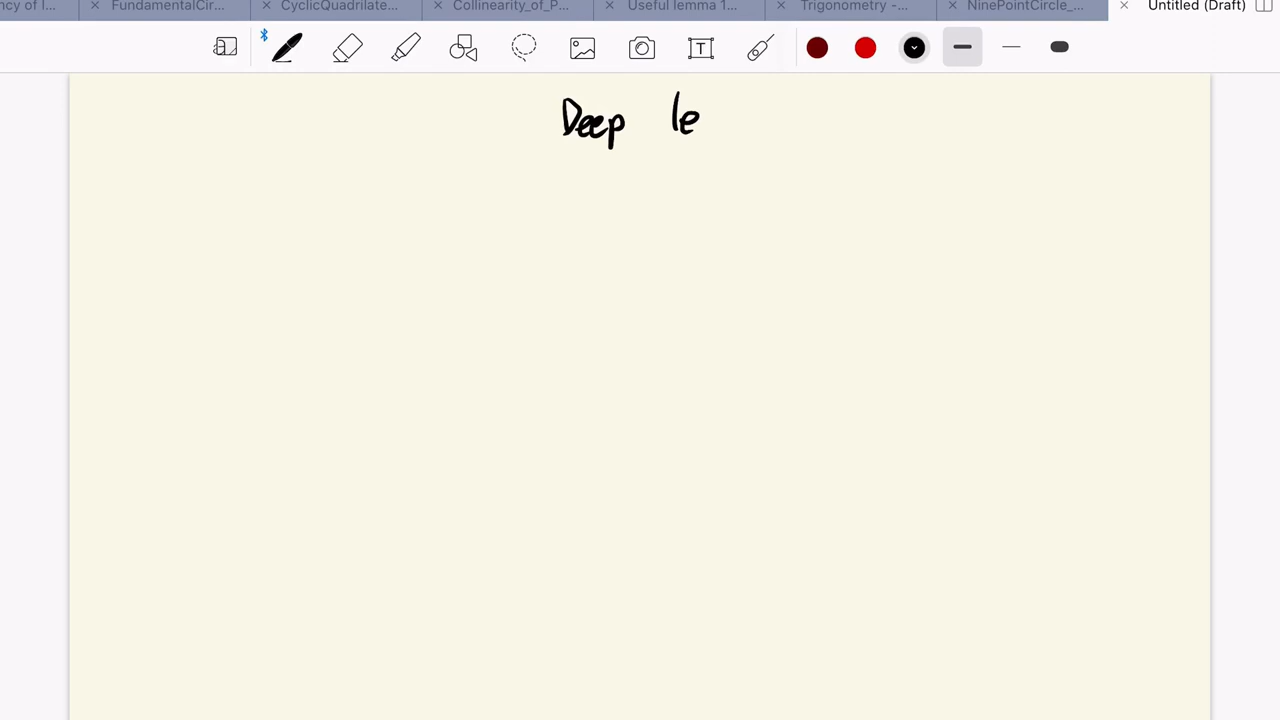 ncy of I... × FundamentalCir... × CyclicQuadrilate... × Collinearity_of_P... × Useful lemma 1... × Trigonometry -... × NinePointCircle_... × Untitled (Draft)
T
Deep le